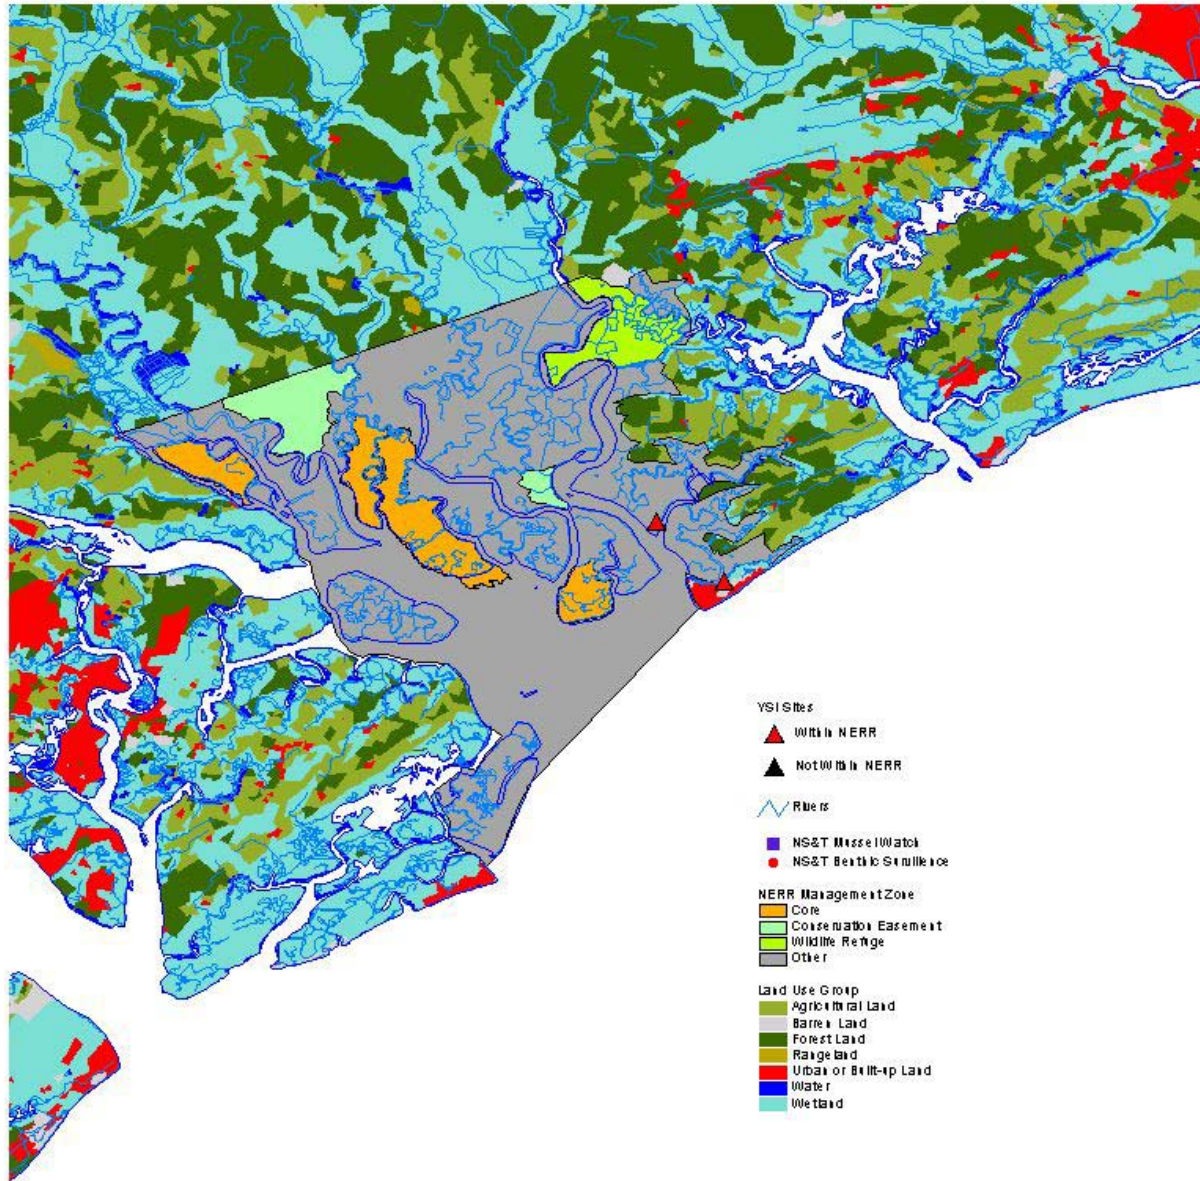 YSI Sites
Within NERR
Not Within NERR
Rivers
NS&T Mussel Watch
NS&T Benthic Surullience
NERR Management Zone
Core
Conservation Easement
Wildlife Refuge
Other
Land Use Group
Agricultural Land
Barren Land
Forest Land
Rangeland
Urban or Built-up Land
Water
Wetland